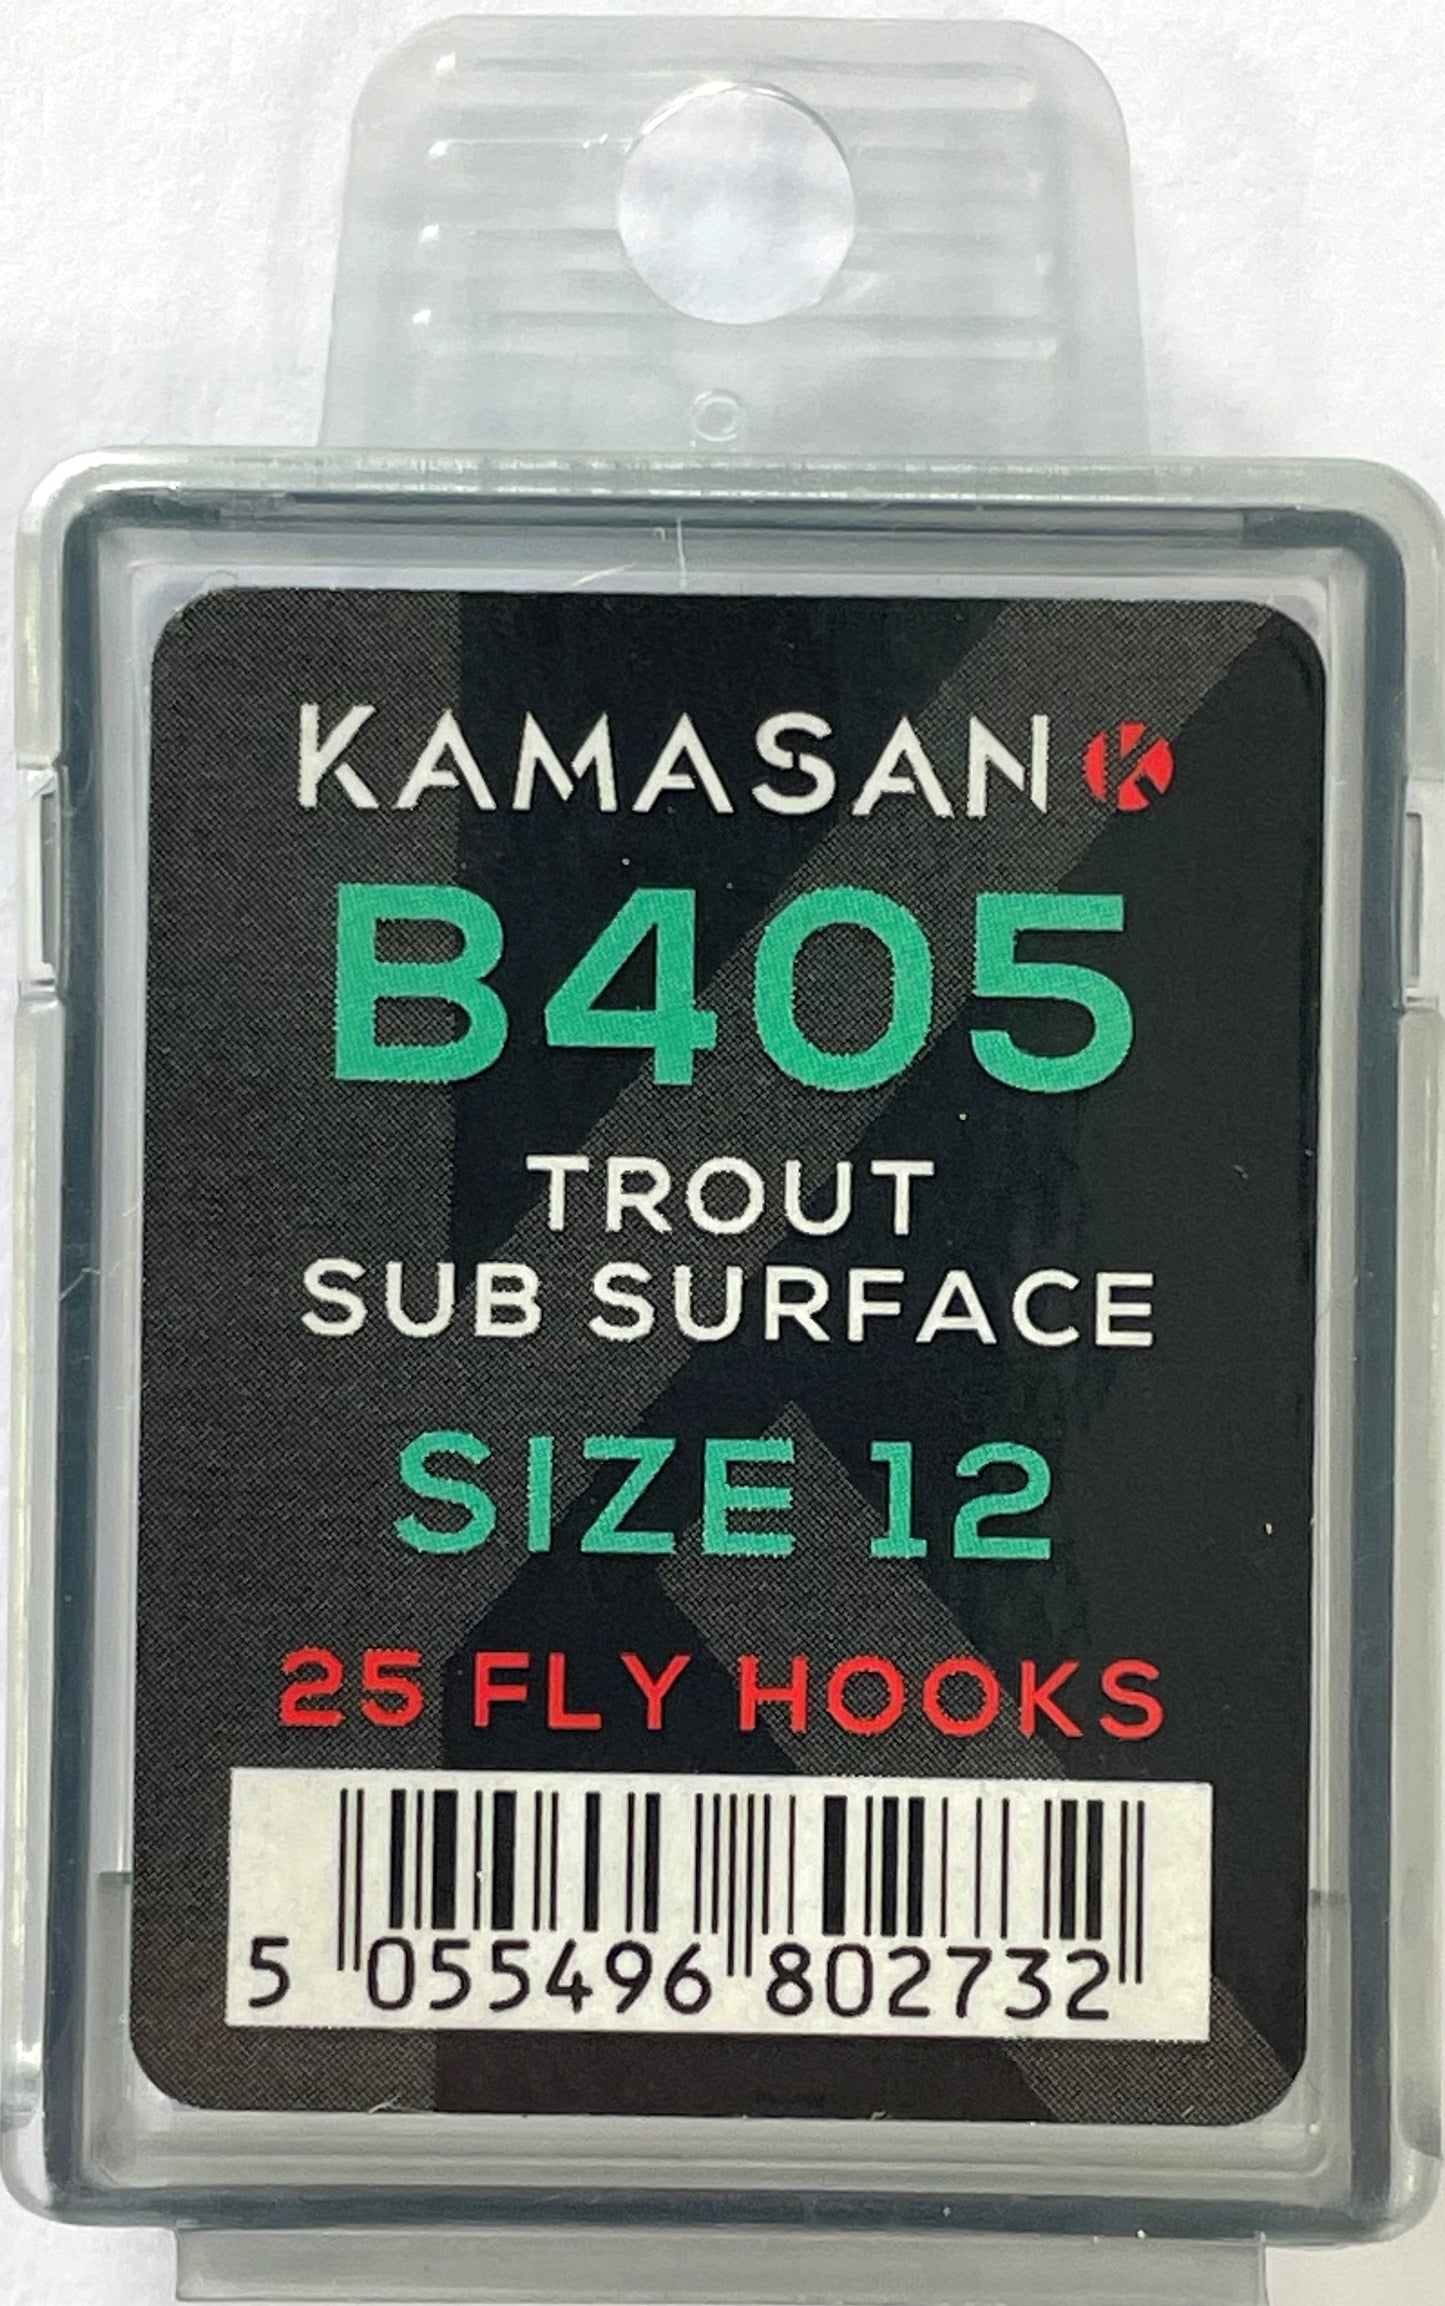 KAMASAN
B405
TROUT
SUB SURFACE
SIZE 12
25 FLY HOOKS
5 055496 802732